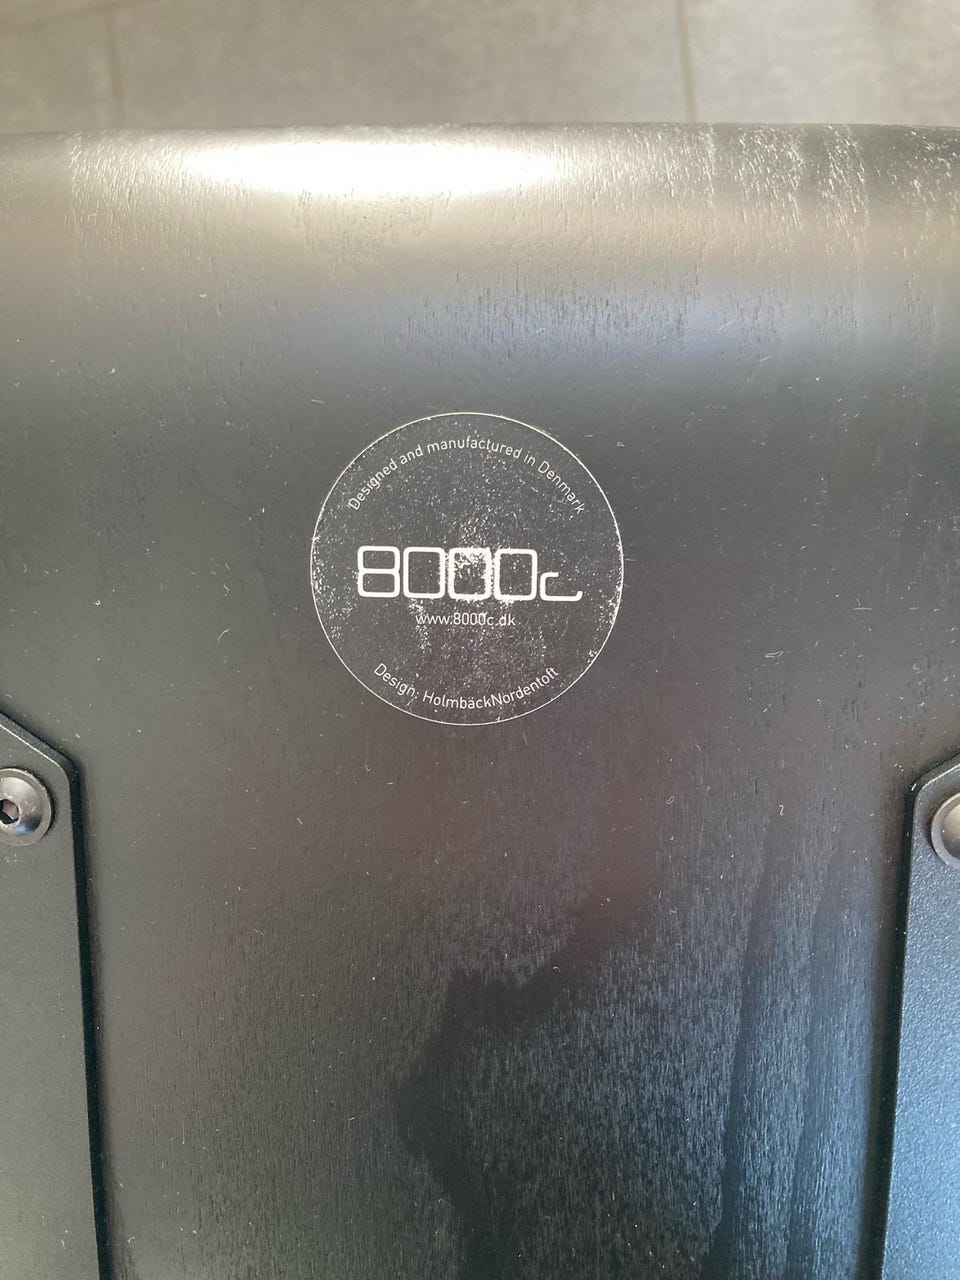 Designed and manufactured in Denmark
8000c
www.8000c.dk
Design: HolmbäckNordentoft